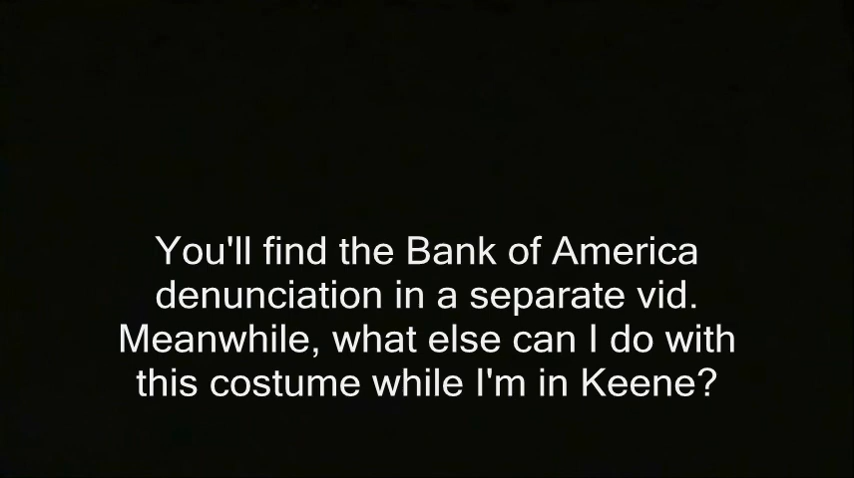 You'll find the Bank of America
denunciation in a separate vid.
Meanwhile, what else can I do with
this costume while I'm in Keene?